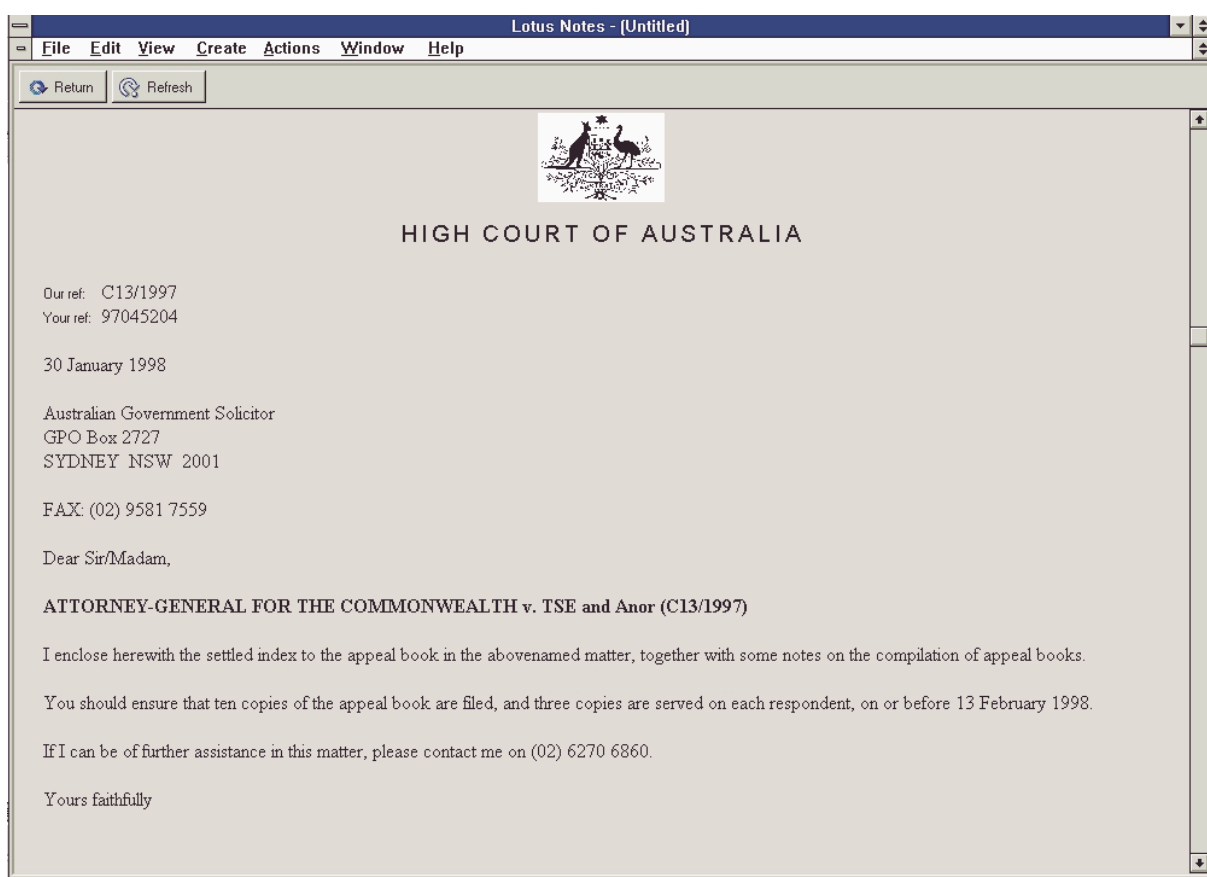 Lotus Notes - (Untitled)
File Edit View Create Actions Window Help
Return Refresh
HIGH COURT OF AUSTRALIA
Our ref: C13/1997
Your ref: 97045204
30 January 1998
Australian Government Solicitor
GPO Box 2727
SYDNEY NSW 2001
FAX: (02) 9581 7559
Dear Sir/Madam,
ATTORNEY-GENERAL FOR THE COMMONWEALTH v. TSE and Anor (C13/1997)
I enclose herewith the settled index to the appeal book in the abovenamed matter, together with some notes on the compilation of appeal books.
You should ensure that ten copies of the appeal book are filed, and three copies are served on each respondent, on or before 13 February 1998.
If I can be of further assistance in this matter, please contact me on (02) 6270 6860.
Yours faithfully